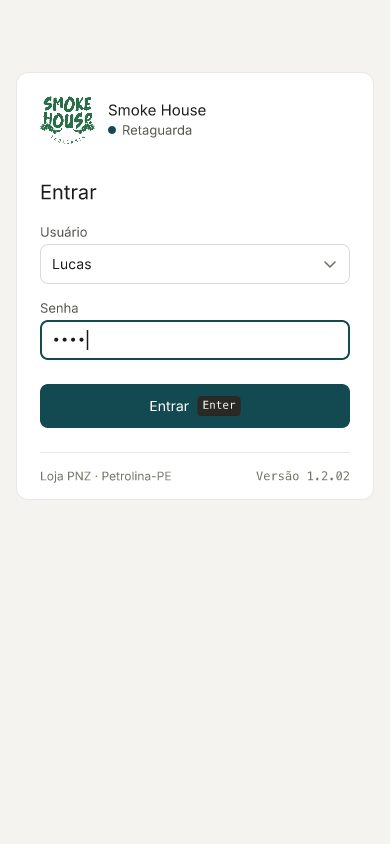 SMOKE
HOUSE
Smoke House
Retaguarda
Entrar
Usuário
Lucas
Senha
••••
Entrar Enter
Loja PNZ · Petrolina-PE
Versão 1.2.02